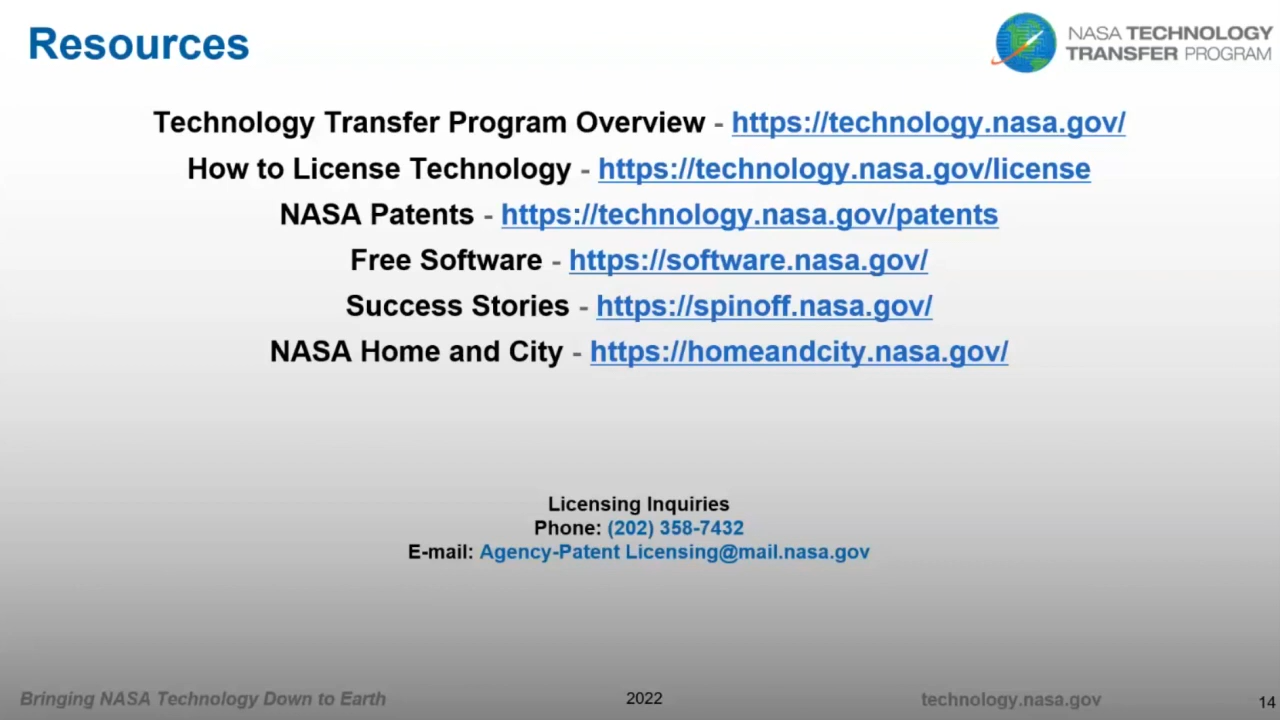 Resources
NASA TECHNOLOGY
TRANSFER PROGRAM
Technology Transfer Program Overview - https://technology.nasa.gov/
How to License Technology - https://technology.nasa.gov/license
NASA Patents - https://technology.nasa.gov/patents
Free Software - https://software.nasa.gov/
Success Stories - https://spinoff.nasa.gov/
NASA Home and City - https://homeandcity.nasa.gov/
Licensing Inquiries
Phone: (202) 358-7432
E-mail: Agency-Patent Licensing@mail.nasa.gov
Bringing NASA Technology Down to Earth
2022
technology.nasa.gov
14